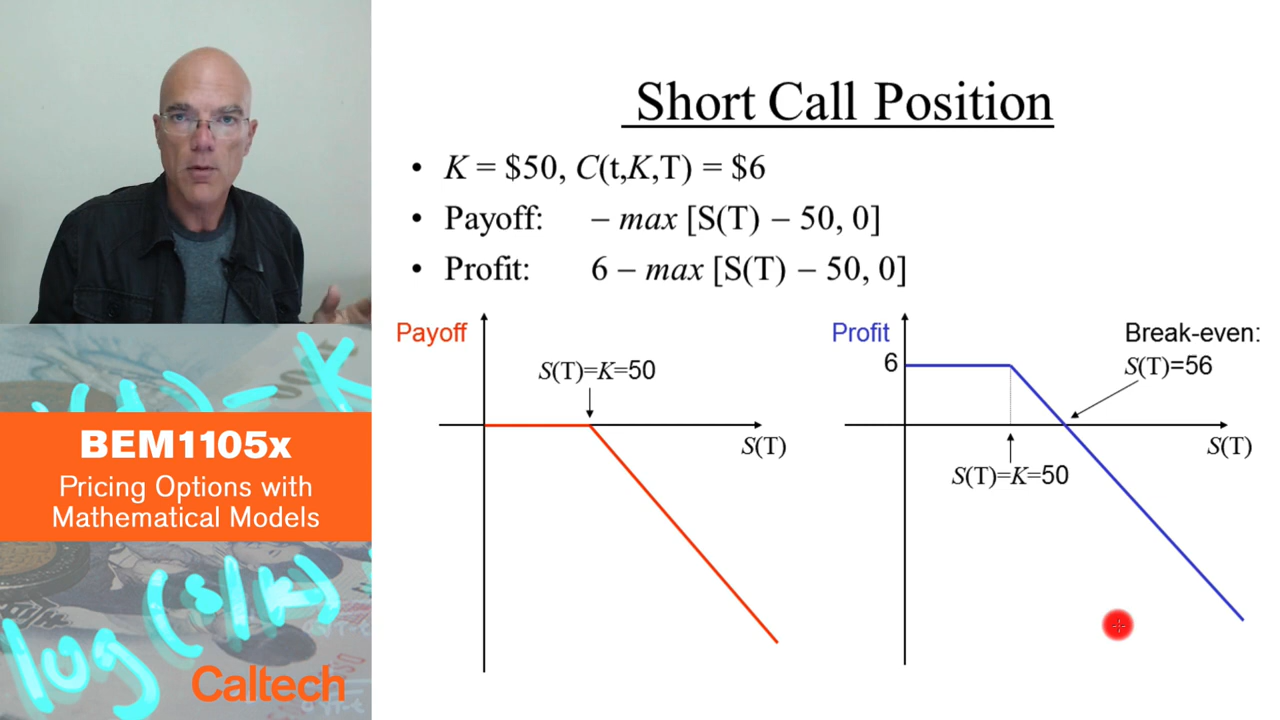 Short Call Position
• K = $50, C(t,K,T) = $6
• Payoff: – max [S(T) – 50, 0]
• Profit: 6 – max [S(T) – 50, 0]
Payoff
S(T)=K=50
S(T)
Profit
6
Break-even:
S(T)=56
S(T)=K=50
S(T)
– K
BEM1105x
Pricing Options with
Mathematical Models
log (s/k)
Caltech